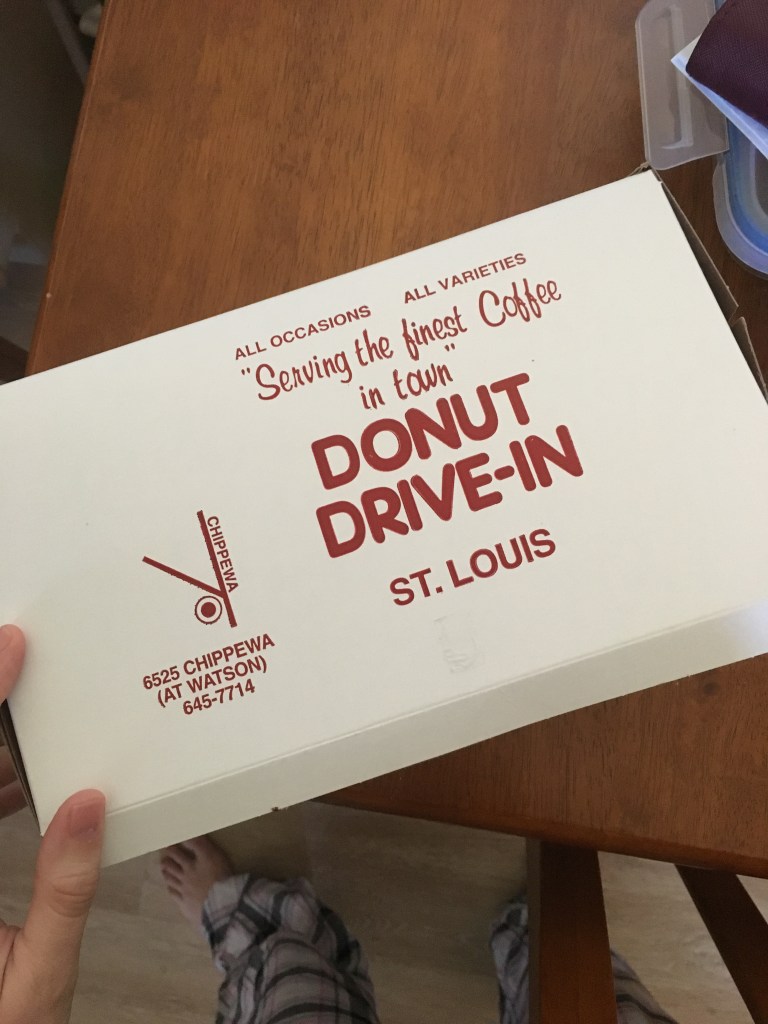 ALL OCCASIONS ALL VARIETIES
"Serving the finest Coffee
in town"
DONUT
DRIVE-IN
ST. LOUIS
CHIPPEWA
6525 CHIPPEWA
(AT WATSON)
645-7714